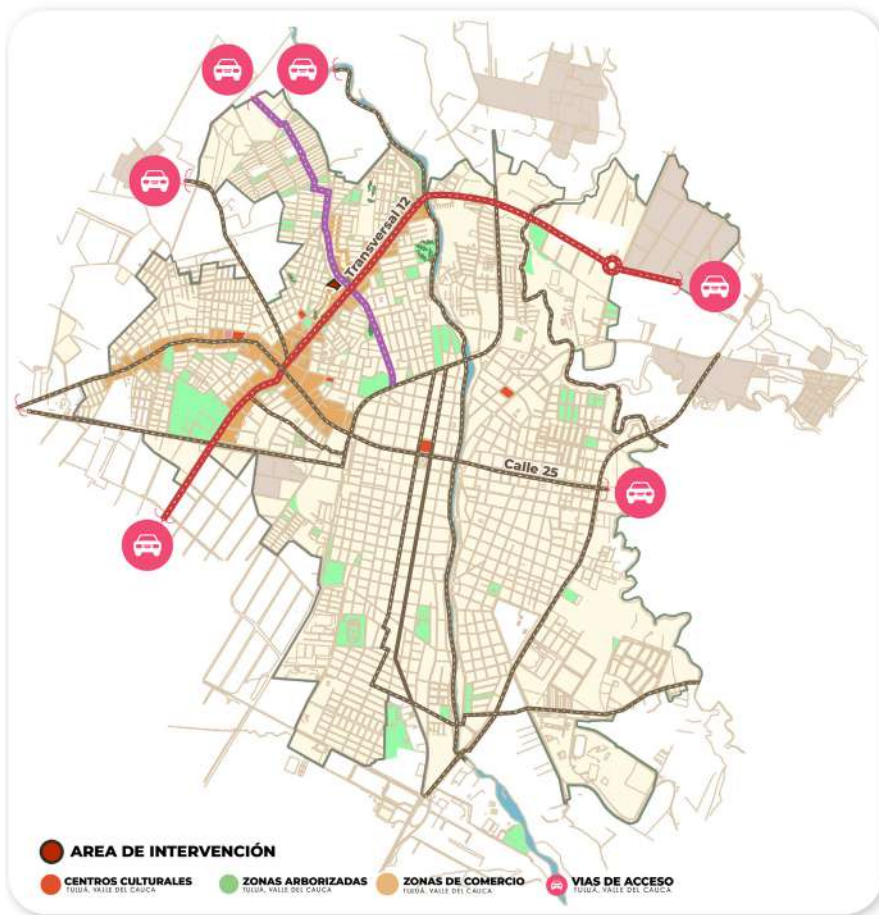 Transversal 12
Calle 25
AREA DE INTERVENCIÓN
CENTROS CULTURALES
TULUÁ, VALLE DEL CAUCA
ZONAS ARBORIZADAS
TULUÁ, VALLE DEL CAUCA
ZONAS DE COMERCIO
TULUÁ, VALLE DEL CAUCA
VIAS DE ACCESO
TULUÁ, VALLE DEL CAUCA